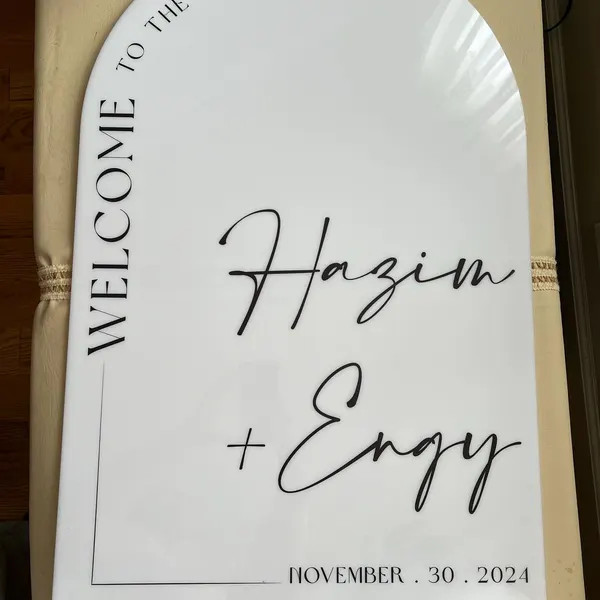 WELCOME TO THE
Hazim
+ Engy
NOVEMBER . 30 . 2024